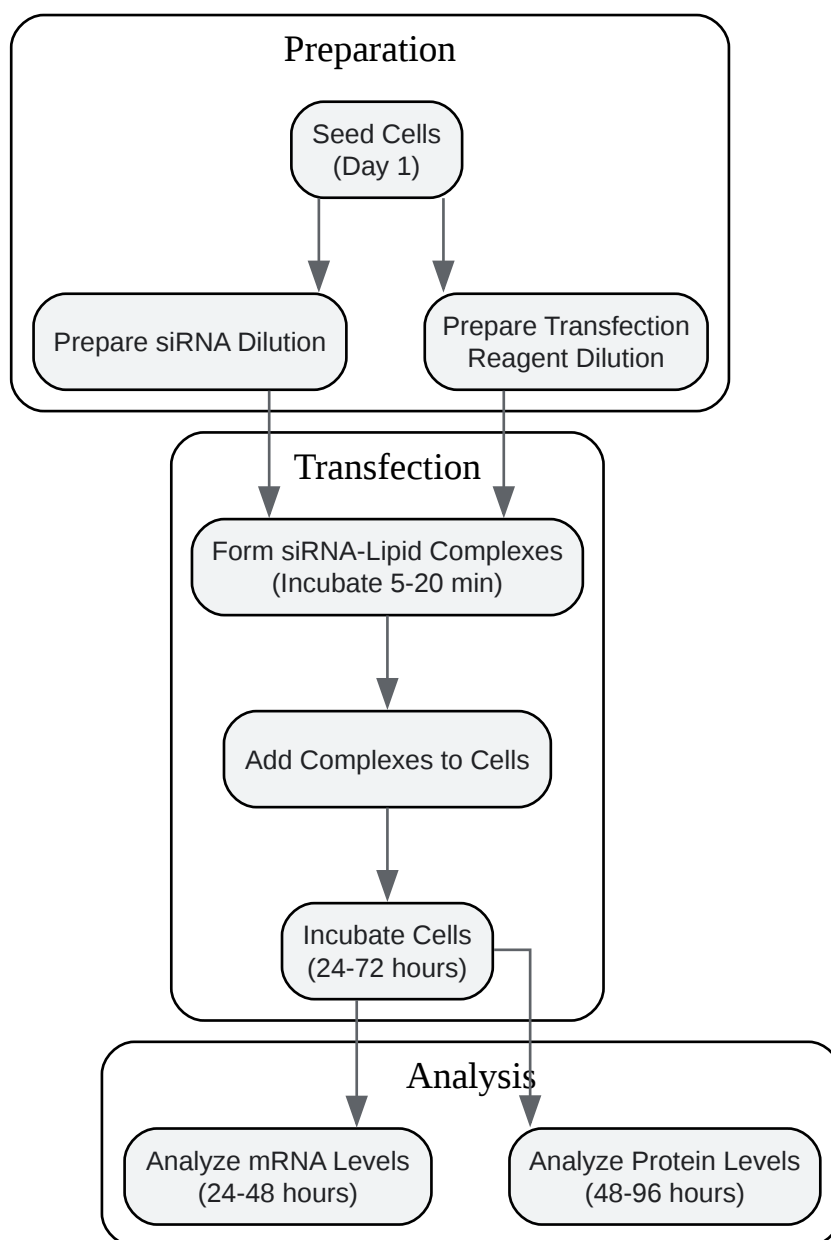 Preparation
Seed Cells
(Day 1)
Prepare siRNA Dilution
Prepare Transfection
Reagent Dilution
Transfection
Form siRNA-Lipid Complexes
(Incubate 5-20 min)
Add Complexes to Cells
Incubate Cells
(24-72 hours)
Analysis
Analyze mRNA Levels
(24-48 hours)
Analyze Protein Levels
(48-96 hours)